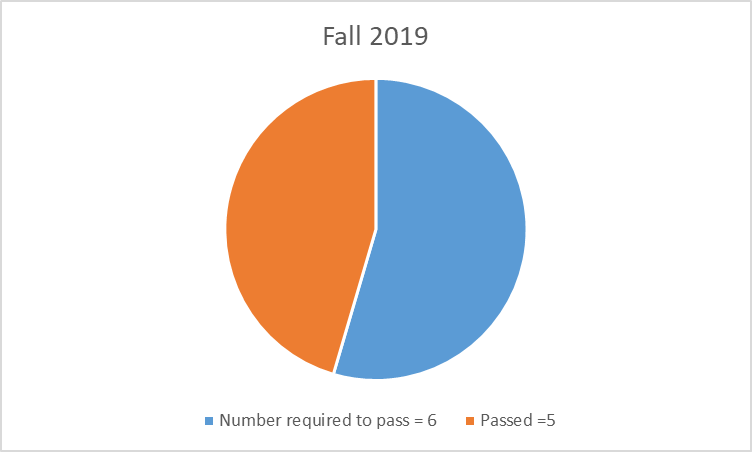 Fall 2019
Number required to pass = 6 Passed =5